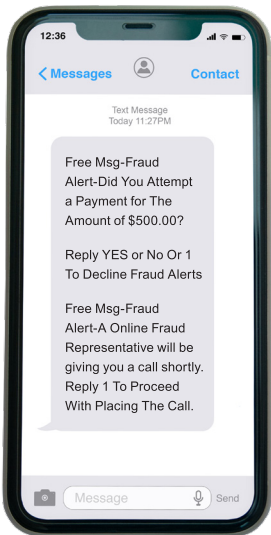 12:36
Messages
Contact
Text Message
Today 11:27PM
Free Msg-Fraud
Alert-Did You Attempt
a Payment for The
Amount of $500.00?
Reply YES or No Or 1
To Decline Fraud Alerts
Free Msg-Fraud
Alert-A Online Fraud
Representative will be
giving you a call shortly.
Reply 1 To Proceed
With Placing The Call.
Message
Send